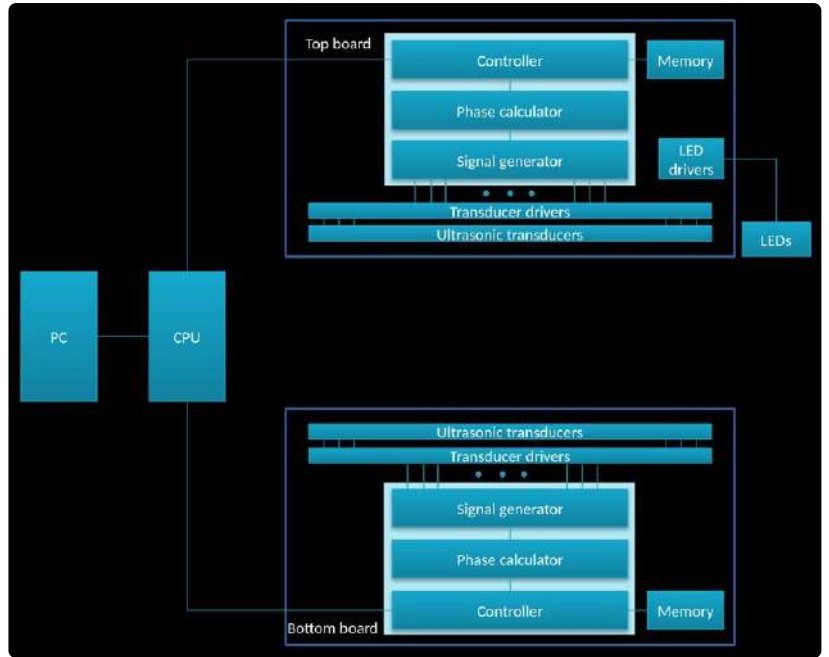 Top board
Controller
Memory
Phase calculator
Signal generator
LED
drivers
Transducer drivers
Ultrasonic transducers
LEDs
PC
CPU
Ultrasonic transducers
Transducer drivers
Signal generator
Phase calculator
Controller
Memory
Bottom board